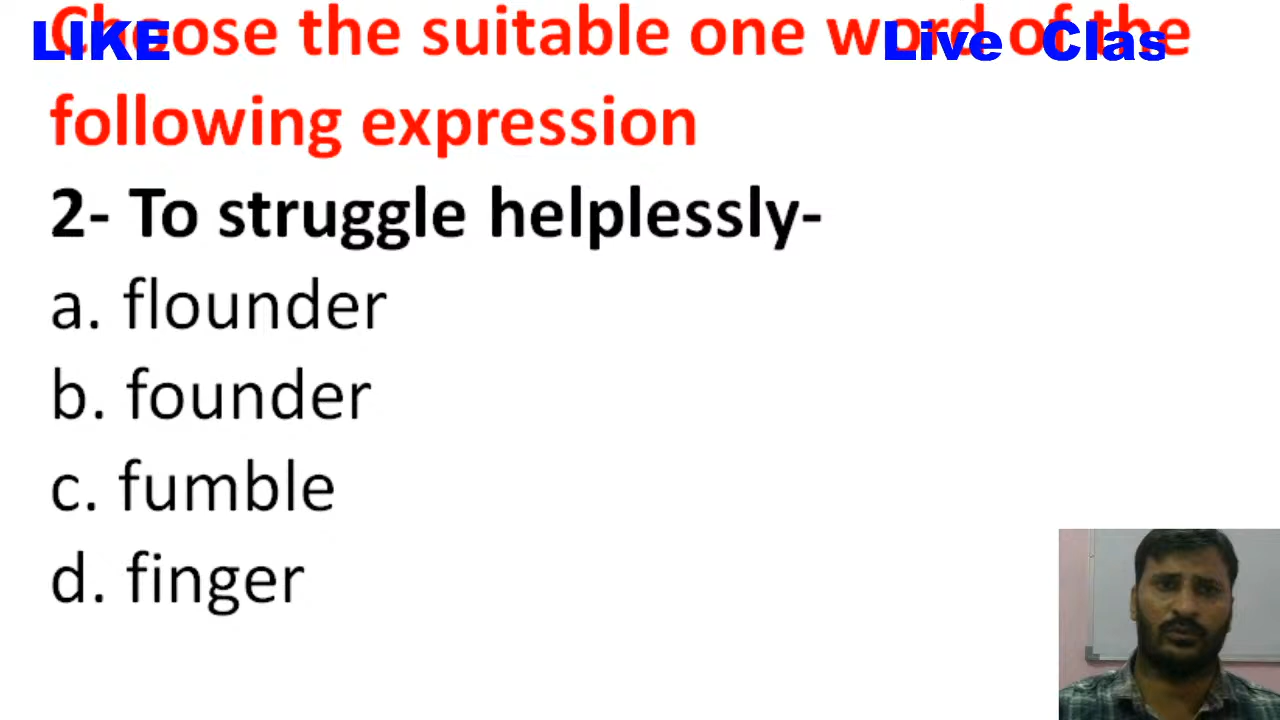 Choose the suitable one word of the
LIKE Live Clas
following expression
2- To struggle helplessly-
a. flounder
b. founder
c. fumble
d. finger